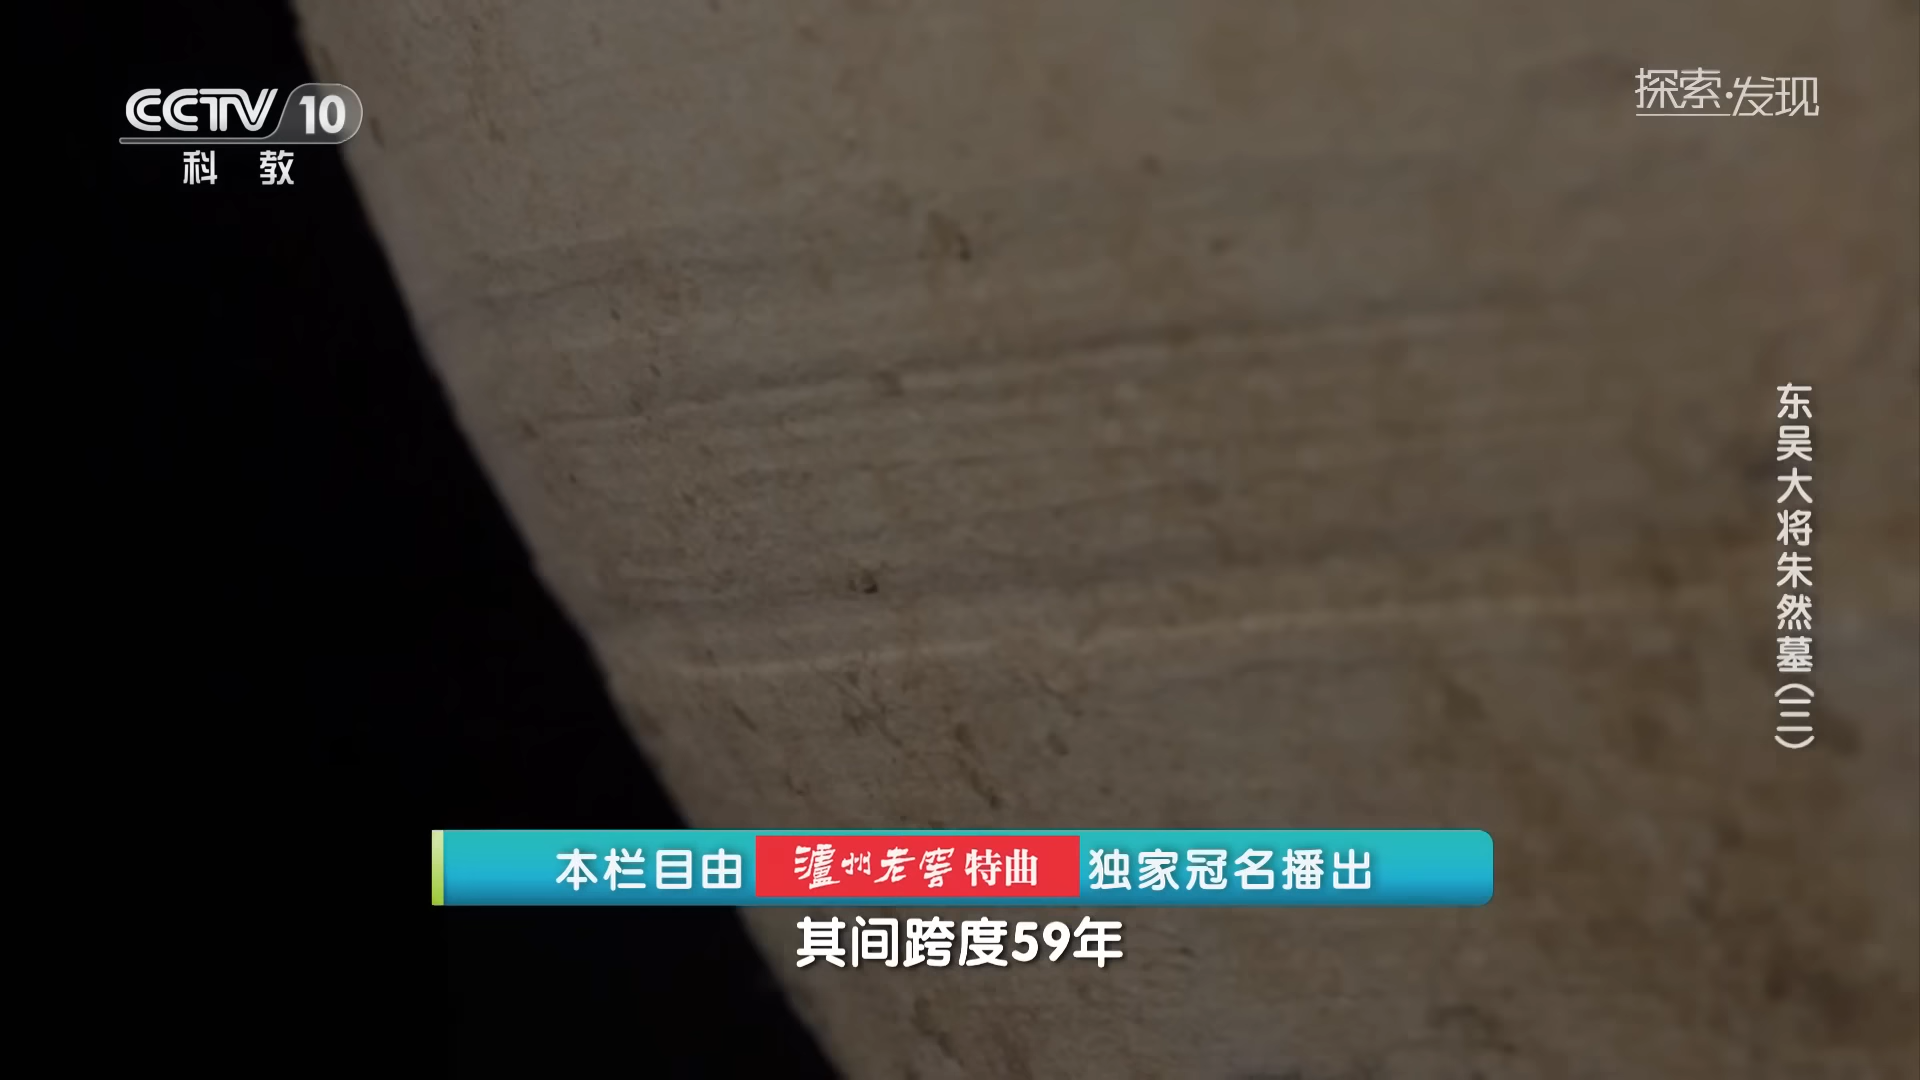 CCTV 10
科 教
探索·发现
东吴大将朱然墓(三)
本栏目由 泸州老窖 特曲 独家冠名播出
其间跨度59年